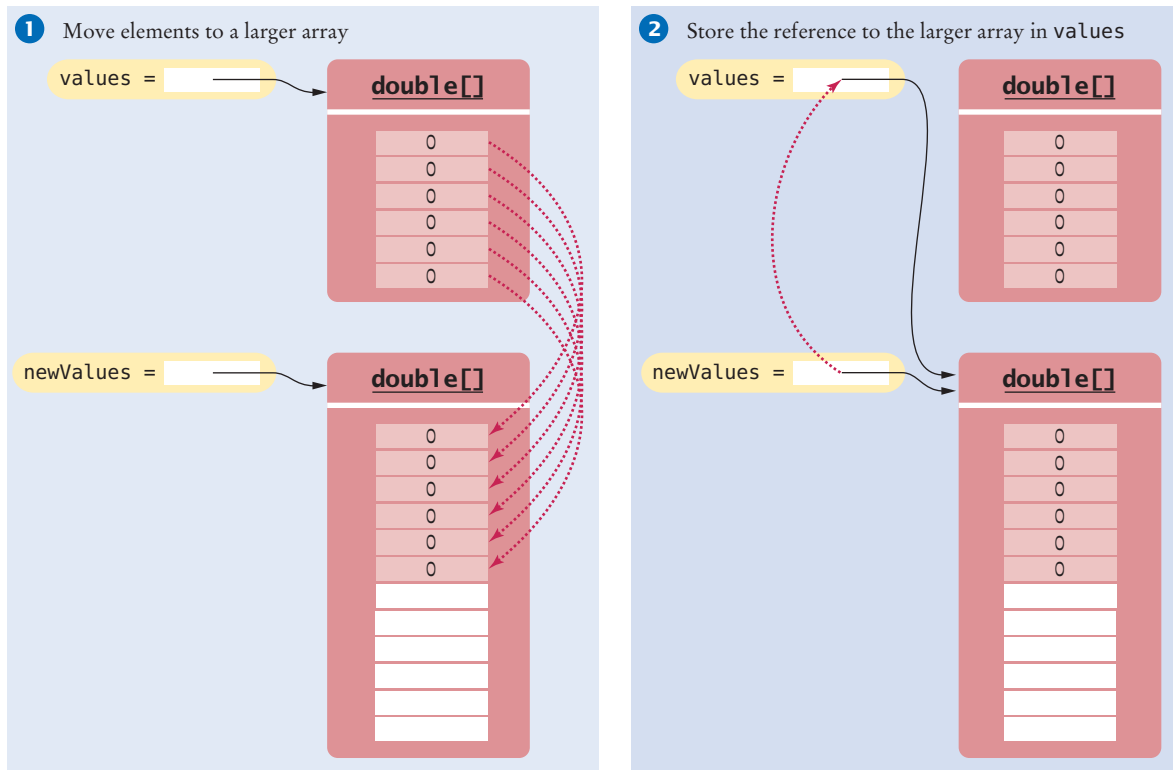 1 Move elements to a larger array
values =
double[]
0
0
0
0
0
0
newValues =
double[]
0
0
0
0
0
0
2 Store the reference to the larger array in values
values =
double[]
0
0
0
0
0
0
newValues =
double[]
0
0
0
0
0
0